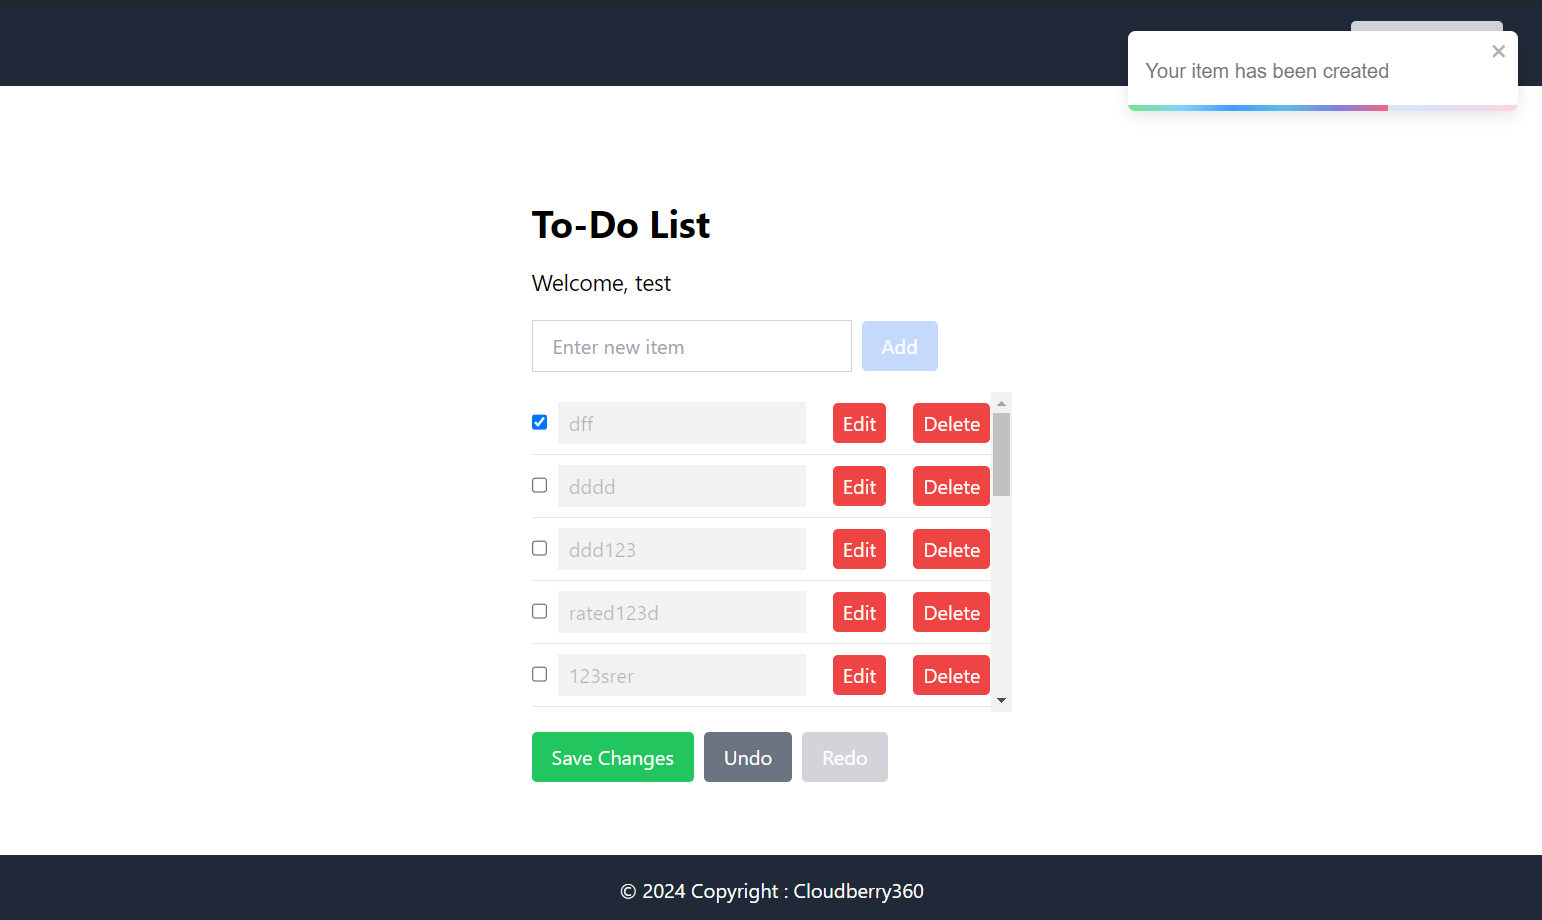 Your item has been created
To-Do List
Welcome, test
Enter new item Add
dff Edit Delete
dddd Edit Delete
ddd123 Edit Delete
rated123d Edit Delete
123srer Edit Delete
Save Changes Undo Redo
© 2024 Copyright : Cloudberry360